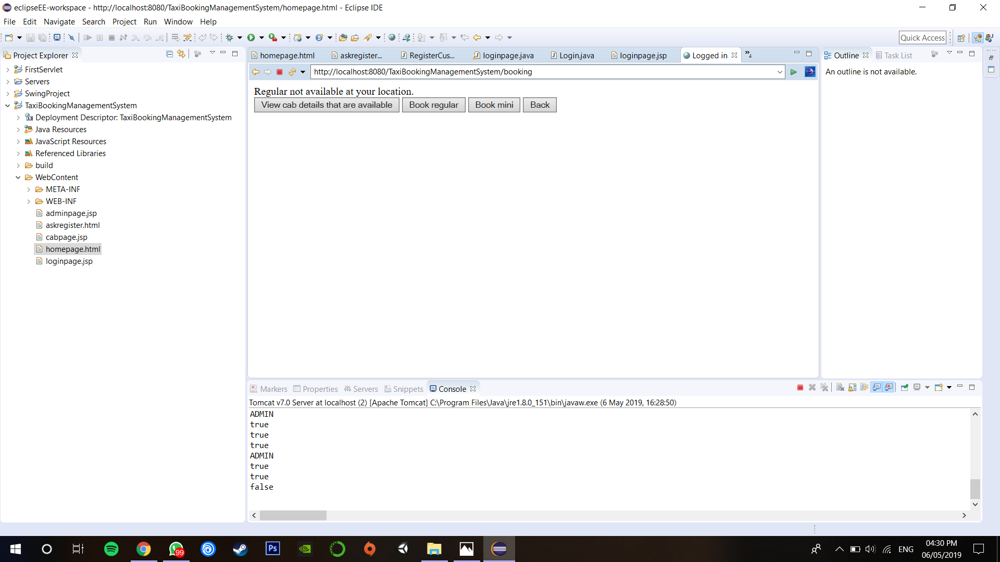 eclipseEE-workspace - http://localhost:8080/TaxiBookingManagementSystem/homepage.html - Eclipse IDE
File Edit Navigate Search Project Run Window Help
Quick Access
Project Explorer
FirstServlet
Servers
SwingProject
TaxiBookingManagementSystem
Deployment Descriptor: TaxiBookingManagementSystem
Java Resources
JavaScript Resources
Referenced Libraries
build
WebContent
META-INF
WEB-INF
adminpage.jsp
askregister.html
cabpage.jsp
homepage.html
loginpage.jsp
homepage.html askregister... RegisterCus... loginpage.java Login.java loginpage.jsp Logged in »4
http://localhost:8080/TaxiBookingManagementSystem/booking
Regular not available at your location.
View cab details that are available Book regular Book mini Back
Outline Task List
An outline is not available.
Markers Properties Servers Snippets Console
Tomcat v7.0 Server at localhost (2) [Apache Tomcat] C:\Program Files\Java\jre1.8.0_151\bin\javaw.exe (6 May 2019, 16:28:50)
ADMIN
true
true
true
ADMIN
true
true
false
99
Ps
ENG
04:30 PM
06/05/2019